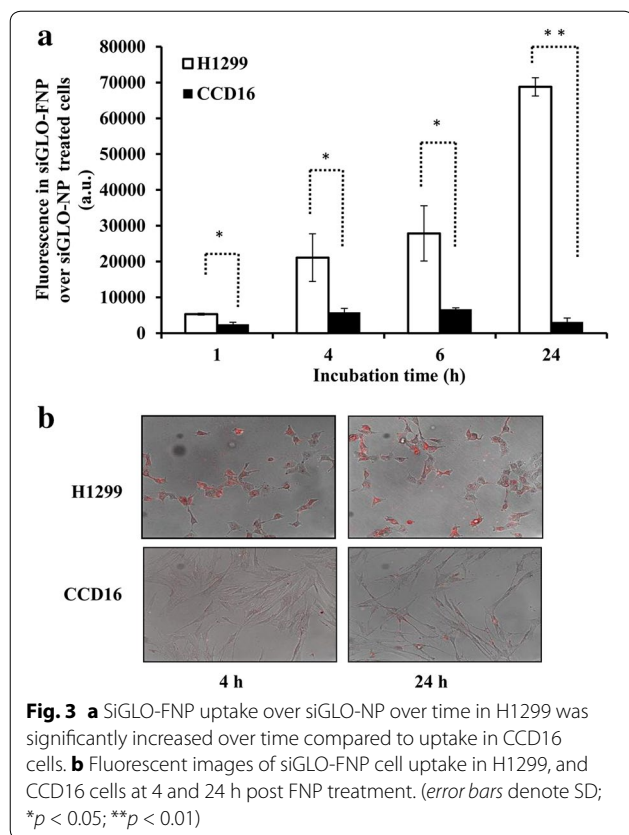 a
80000
70000
60000
50000
40000
30000
20000
10000
0
Fluorescence in siGLO-FNP
over siGLO-NP treated cells
(a.u.)
H1299
CCD16
*
*
*
* *
1 4 6 24
Incubation time (h)
b
H1299
CCD16
4 h 24 h
Fig. 3 a SiGLO-FNP uptake over siGLO-NP over time in H1299 was
significantly increased over time compared to uptake in CCD16
cells. b Fluorescent images of siGLO-FNP cell uptake in H1299, and
CCD16 cells at 4 and 24 h post FNP treatment. (error bars denote SD;
*p < 0.05; **p < 0.01)